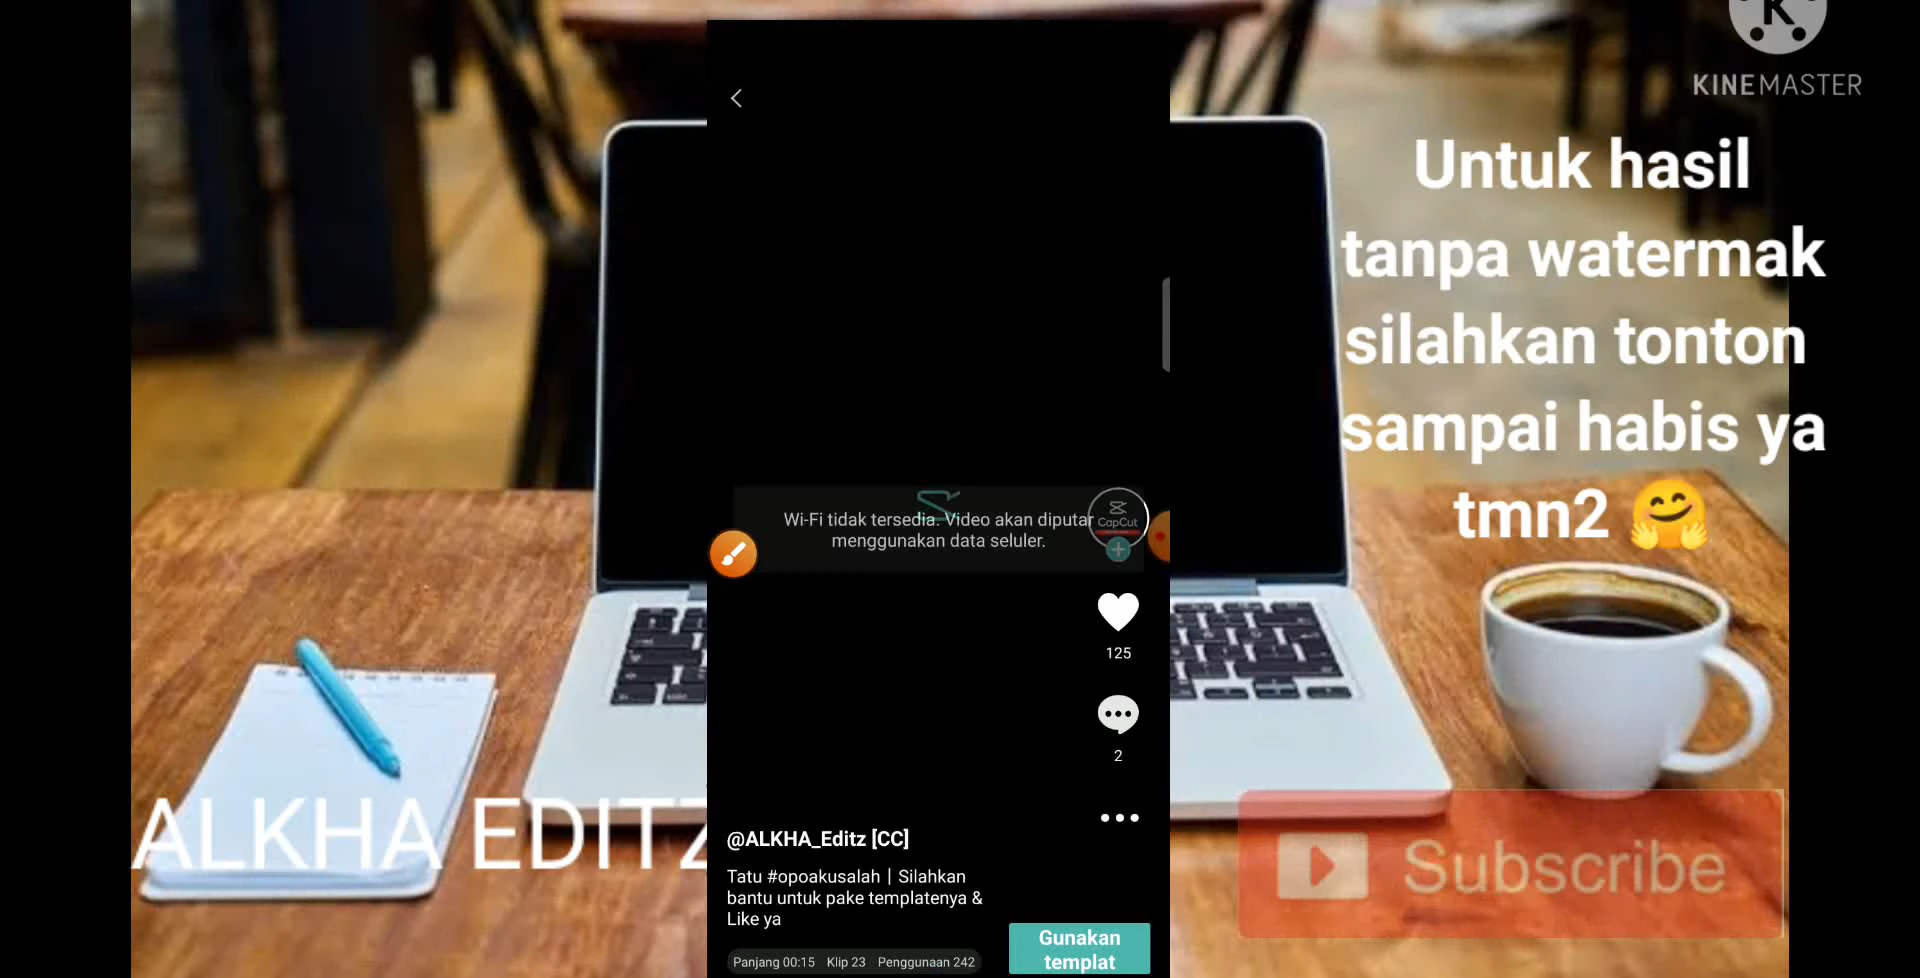 KINEMASTER
Untuk hasil
tanpa watermak
silahkan tonton
sampai habis ya
tmn2 🤗
Wi-Fi tidak tersedia. Video akan diputar
menggunakan data seluler.
CapCut
125
2
ALKHA EDITZ
@ALKHA_Editz [CC]
Tatu #opoakusalah | Silahkan
bantu untuk pake templatenya &
Like ya
Panjang 00:15 Klip 23 Penggunaan 242
Gunakan
templat
Subscribe